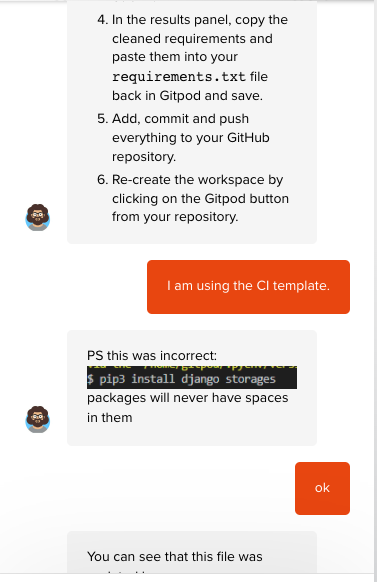 4. In the results panel, copy the
cleaned requirements and
paste them into your
requirements.txt file
back in Gitpod and save.
5. Add, commit and push
everything to your GitHub
repository.
6. Re-create the workspace by
clicking on the Gitpod button
from your repository.
I am using the CI template.
PS this was incorrect:
$ pip3 install django storages
packages will never have spaces
in them
ok
You can see that this file was